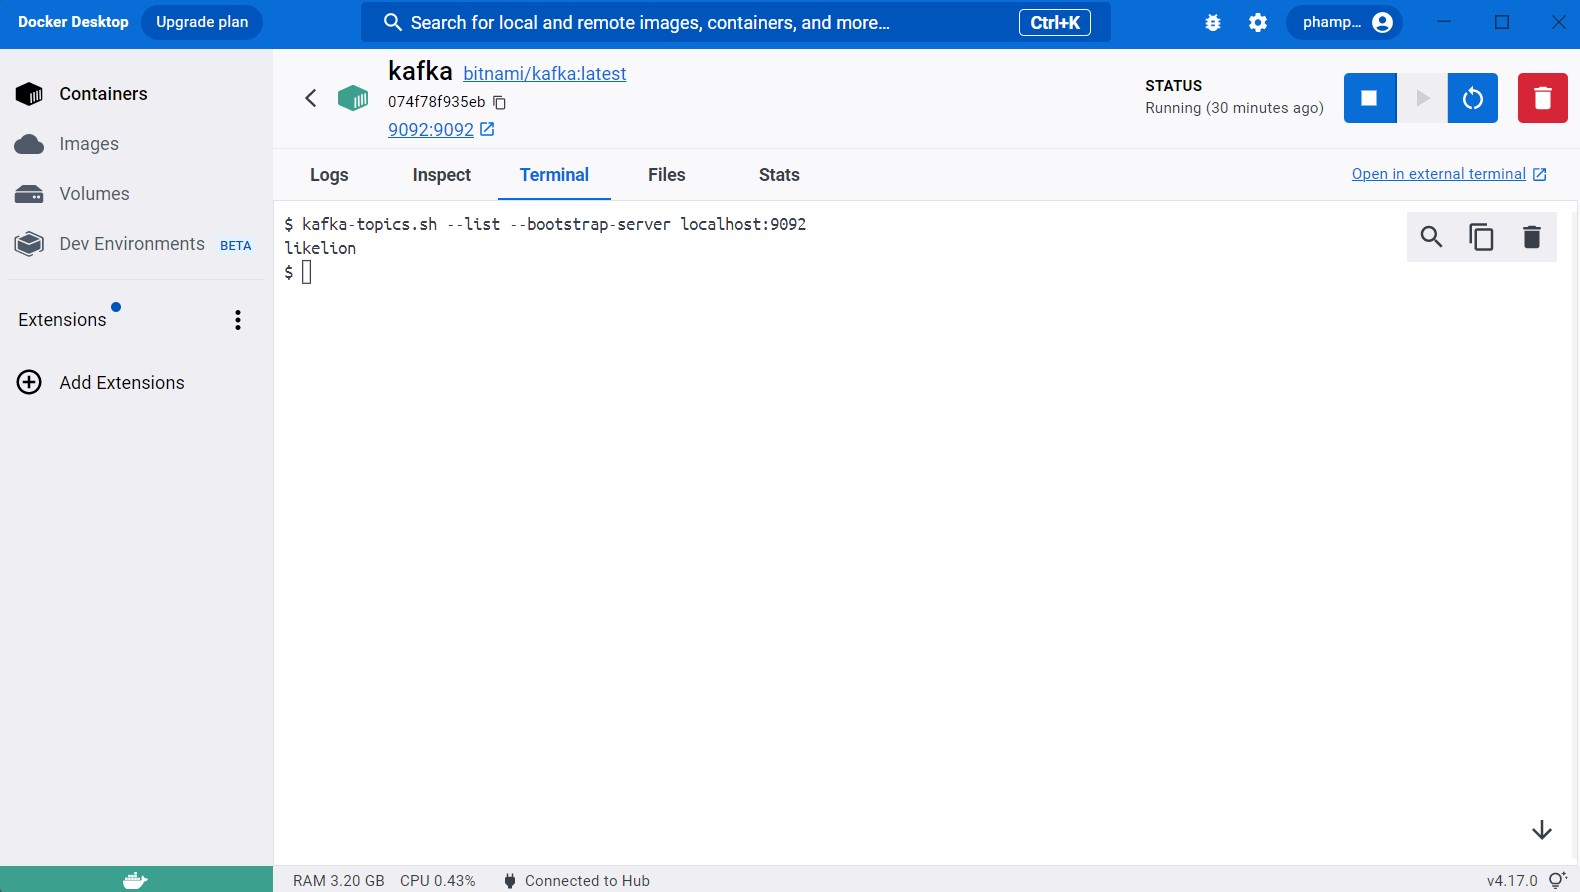 Docker Desktop
Upgrade plan
Search for local and remote images, containers, and more...
Ctrl+K
phamp...
Containers
Images
Volumes
Dev Environments BETA
Extensions
Add Extensions
kafka bitnami/kafka:latest
074f78f935eb
9092:9092
STATUS
Running (30 minutes ago)
Logs
Inspect
Terminal
Files
Stats
Open in external terminal
$ kafka-topics.sh --list --bootstrap-server localhost:9092
likelion
$
RAM 3.20 GB CPU 0.43% Connected to Hub
v4.17.0